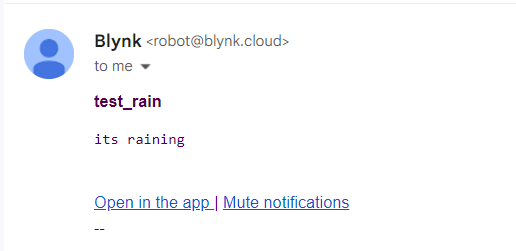 Blynk <robot@blynk.cloud>
to me
test_rain
its raining
Open in the app | Mute notifications
--